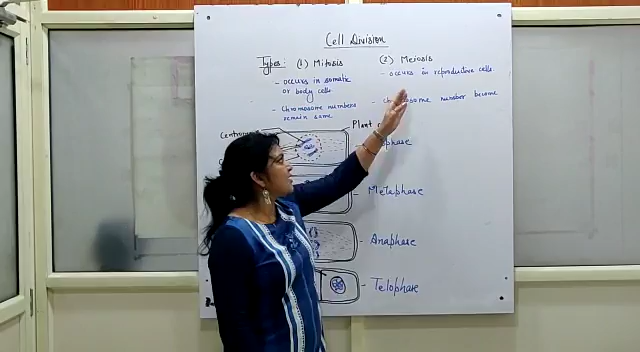 Cell Division
Types: (1) Mitosis
- occurs in somatic
or body cells.
- Chromosome numbers
remain same.
(2) Meiosis
- occurs in reproductive cells.
- Chromosome number become
Plant
Metaphase
Anaphase
Telophase